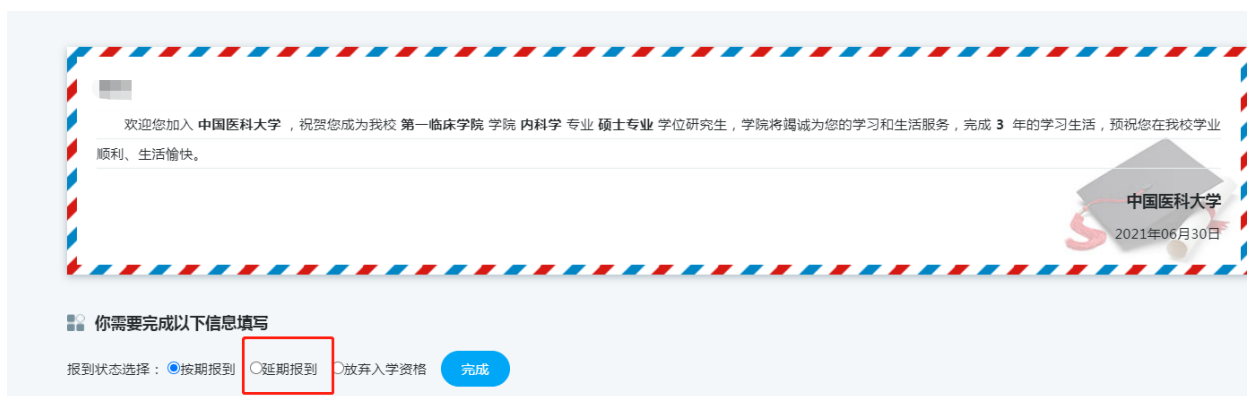 欢迎您加入 中国医科大学 ，祝贺您成为我校 第一临床学院 学院 内科学 专业 硕士专业 学位研究生，学院将竭诚为您的学习和生活服务，完成 3 年的学习生活，预祝您在我校学业
顺利、生活愉快。
中国医科大学
2021年06月30日
你需要完成以下信息填写
报到状态选择： 按期报到 延期报到 放弃入学资格 完成